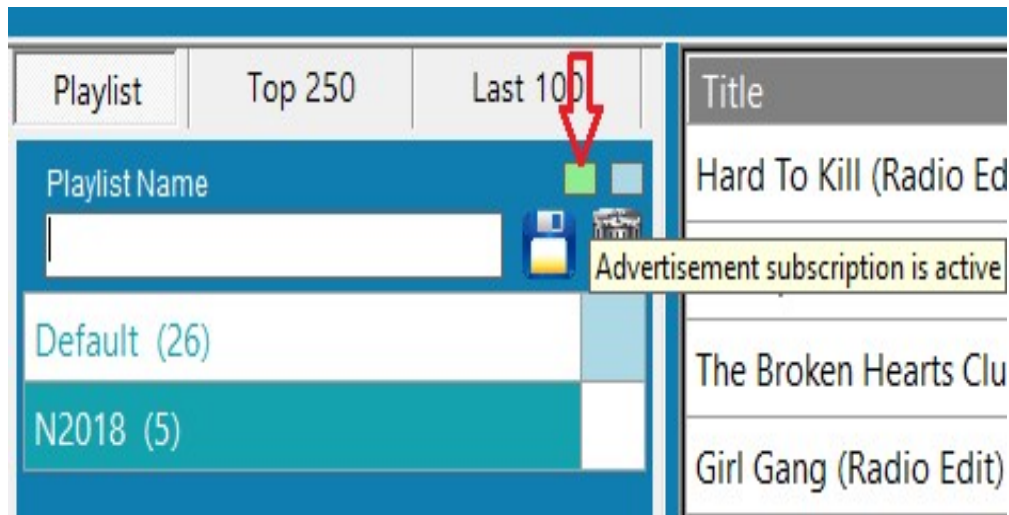 Playlist
Top 250
Last 100
Playlist Name
Default (26)
N2018 (5)
Title
Hard To Kill (Radio Ed
Advertisement subscription is active
The Broken Hearts Clu
Girl Gang (Radio Edit)